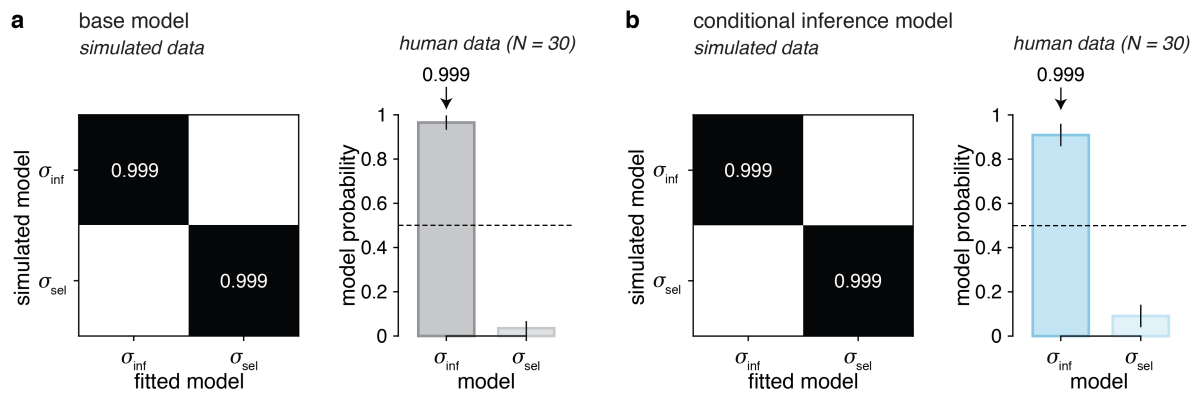 a base model
simulated data
human data (N = 30)
0.999
simulated model
σinf
σsel
0.999
0.999
σinf
σsel
fitted model
model probability
1
0.8
0.6
0.4
0.2
0
σinf
σsel
model
b conditional inference model
simulated data
human data (N = 30)
0.999
simulated model
σinf
σsel
0.999
0.999
σinf
σsel
fitted model
model probability
1
0.8
0.6
0.4
0.2
0
σinf
σsel
model